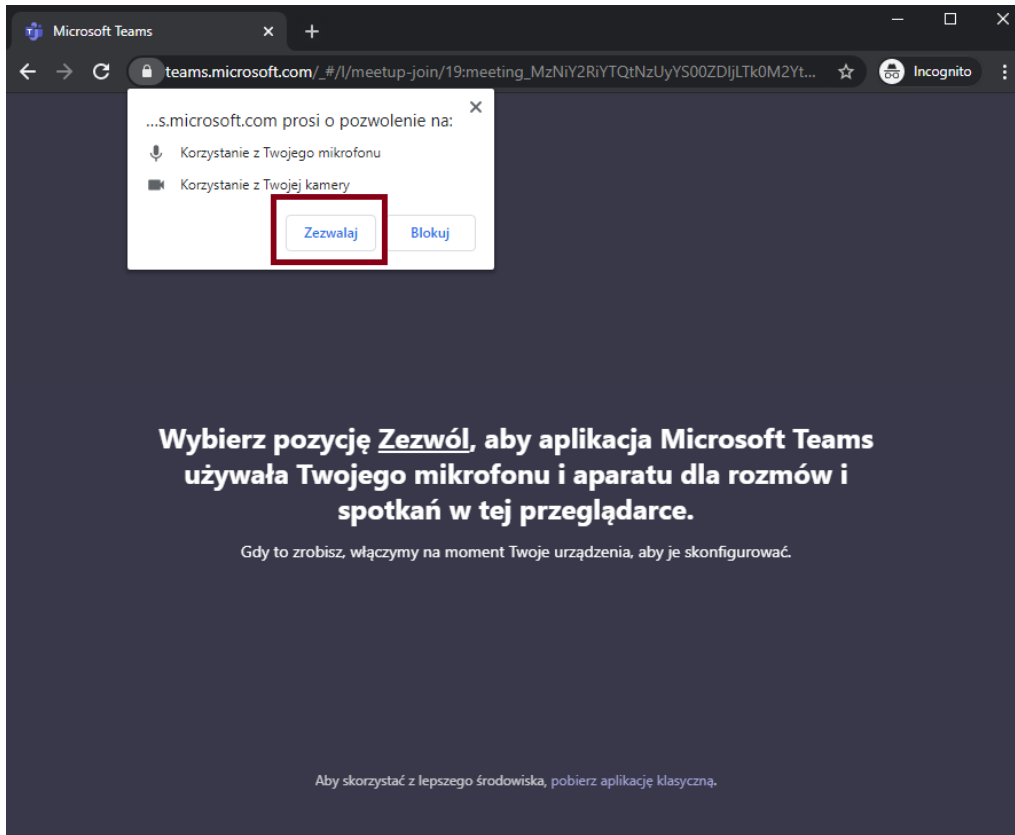 Microsoft Teams
teams.microsoft.com/_#/l/meetup-join/19:meeting_MzNiY2RiYTQtNzUyYS00ZDIjLTk0M2Yt...
Incognito
...s.microsoft.com prosi o pozwolenie na:
Korzystanie z Twojego mikrofonu
Korzystanie z Twojej kamery
Zezwalaj Blokuj
Wybierz pozycję Zezwól, aby aplikacja Microsoft Teams
używała Twojego mikrofonu i aparatu dla rozmów i
spotkań w tej przeglądarce.
Gdy to zrobisz, włączymy na moment Twoje urządzenia, aby je skonfigurować.
Aby skorzystać z lepszego środowiska, pobierz aplikację klasyczną.